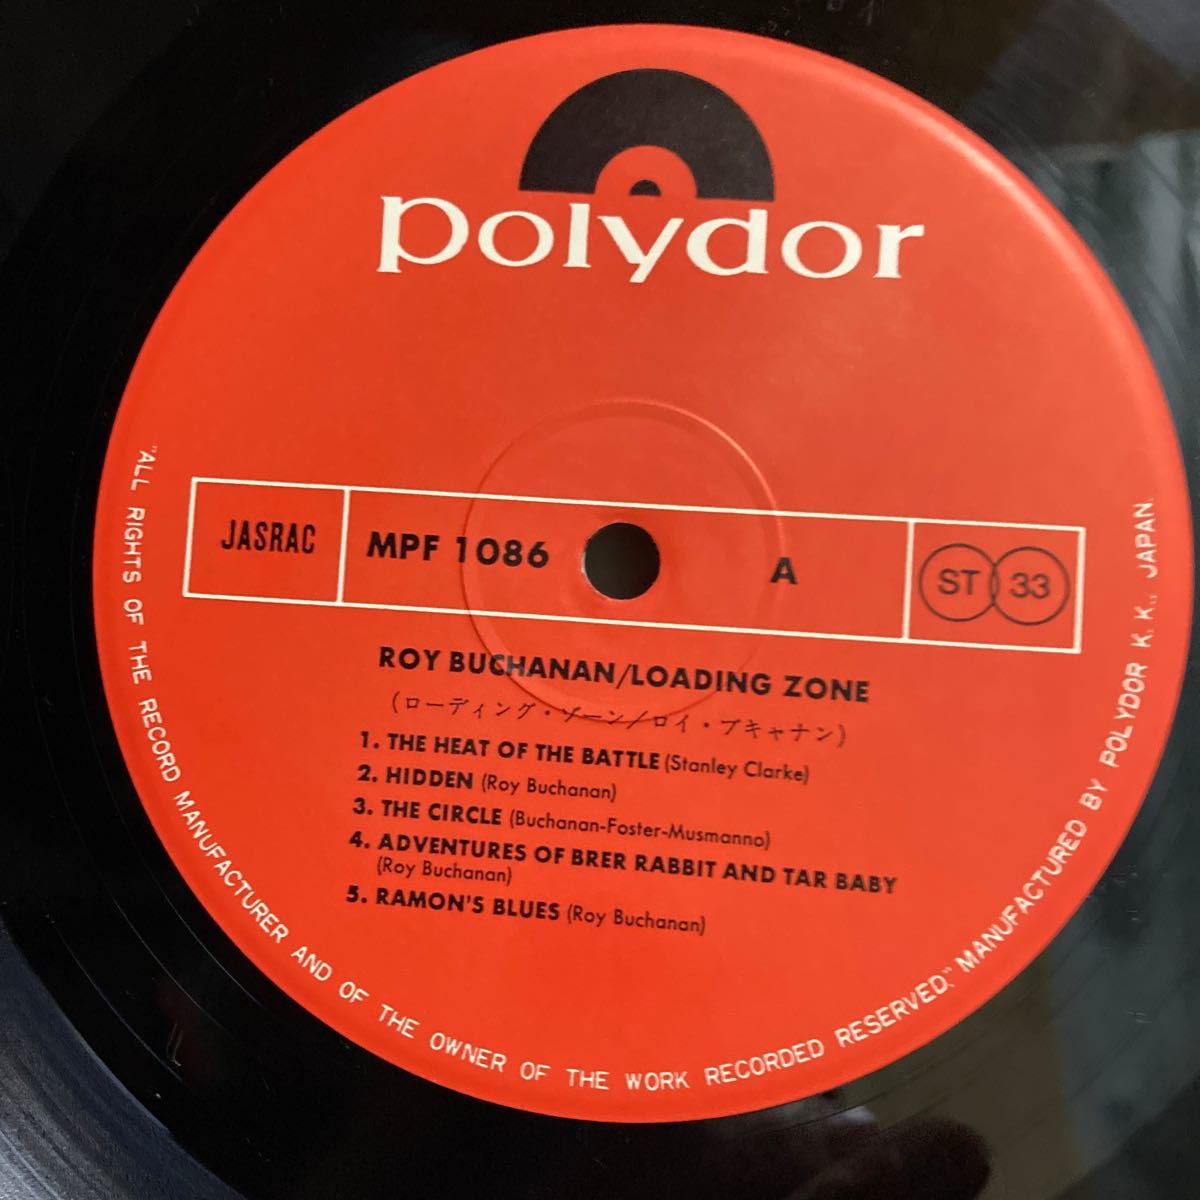 polydor
JASRAC
MPF 1086
A
ST 33
ROY BUCHANAN/LOADING ZONE
(ローディング・ゾーン/ロイ・ブキャナン)
1. THE HEAT OF THE BATTLE (Stanley Clarke)
2. HIDDEN (Roy Buchanan)
3. THE CIRCLE (Buchanan-Foster-Musmanno)
4. ADVENTURES OF BRER RABBIT AND TAR BABY
(Roy Buchanan)
5. RAMON'S BLUES (Roy Buchanan)
"ALL RIGHTS OF THE RECORD MANUFACTURER AND OF THE OWNER OF THE WORK RECORDED RESERVED." MANUFACTURED BY POLYDOR K. K., JAPAN.